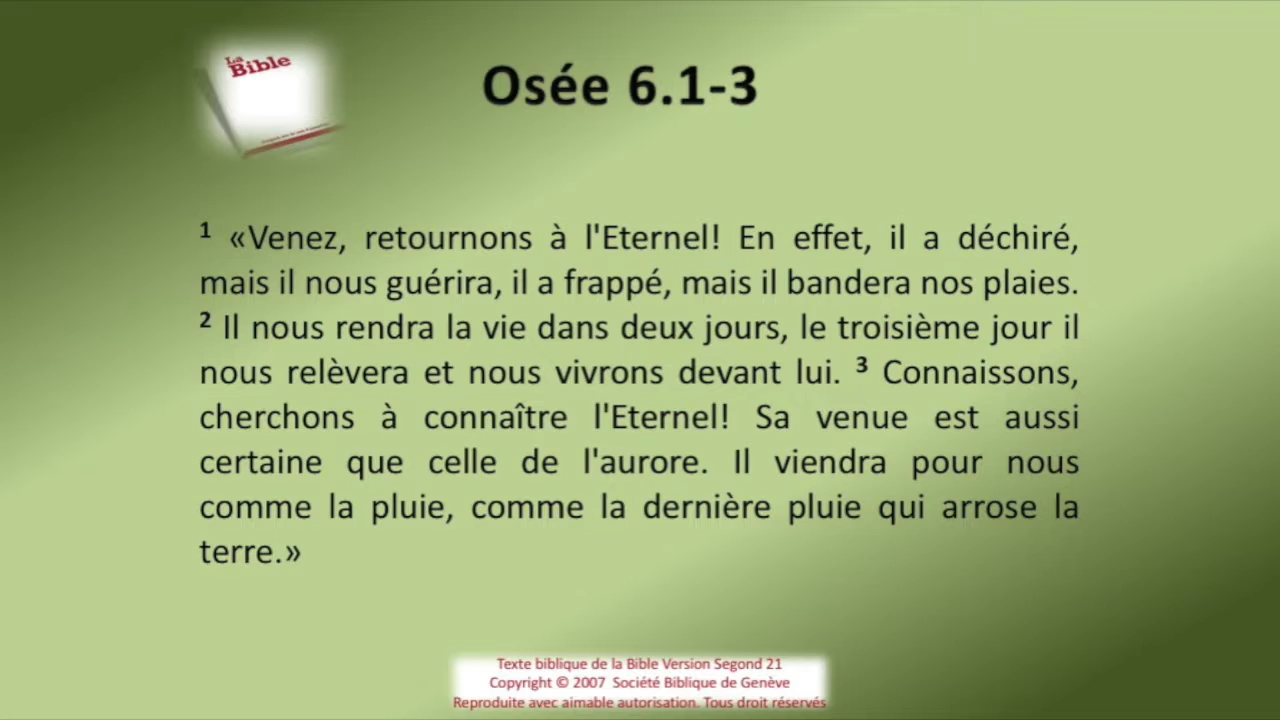 La
Bible
Osée 6.1-3
1 «Venez, retournons à l'Eternel! En effet, il a déchiré,
mais il nous guérira, il a frappé, mais il bandera nos plaies.
2 Il nous rendra la vie dans deux jours, le troisième jour il
nous relèvera et nous vivrons devant lui. 3 Connaissons,
cherchons à connaître l'Eternel! Sa venue est aussi
certaine que celle de l'aurore. Il viendra pour nous
comme la pluie, comme la dernière pluie qui arrose la
terre.»
Texte biblique de la Bible Version Segond 21
Copyright © 2007 Société Biblique de Genève
Reproduite avec aimable autorisation. Tous droit réservés